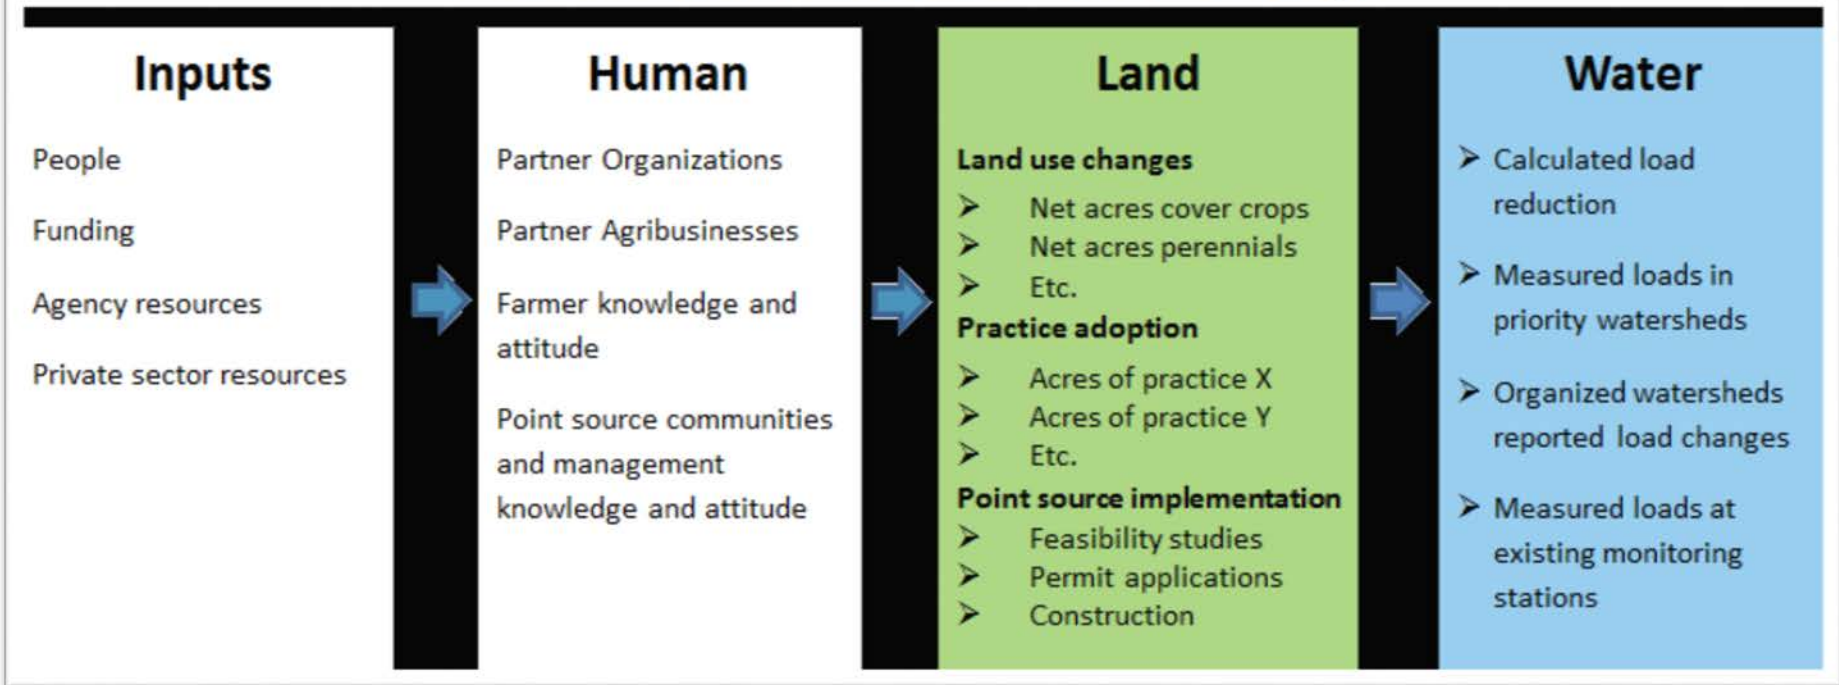 Inputs
People
Funding
Agency resources
Private sector resources
Human
Partner Organizations
Partner Agribusinesses
Farmer knowledge and
attitude
Point source communities
and management
knowledge and attitude
Land
Land use changes
➤ Net acres cover crops
➤ Net acres perennials
➤ Etc.
Practice adoption
➤ Acres of practice X
➤ Acres of practice Y
➤ Etc.
Point source implementation
➤ Feasibility studies
➤ Permit applications
➤ Construction
Water
➤ Calculated load
reduction
➤ Measured loads in
priority watersheds
➤ Organized watersheds
reported load changes
➤ Measured loads at
existing monitoring
stations